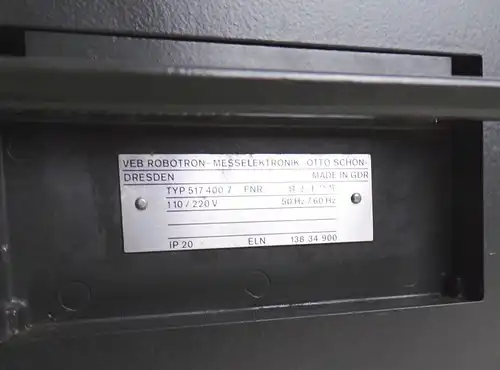 VEB ROBOTRON-MESSELEKTRONIK-OTTO SCHÖN-
DRESDEN MADE IN GDR
TYP 517 400 7 FNR
110/220 V 50 Hz/60 Hz
IP 20 ELN 138 34 900